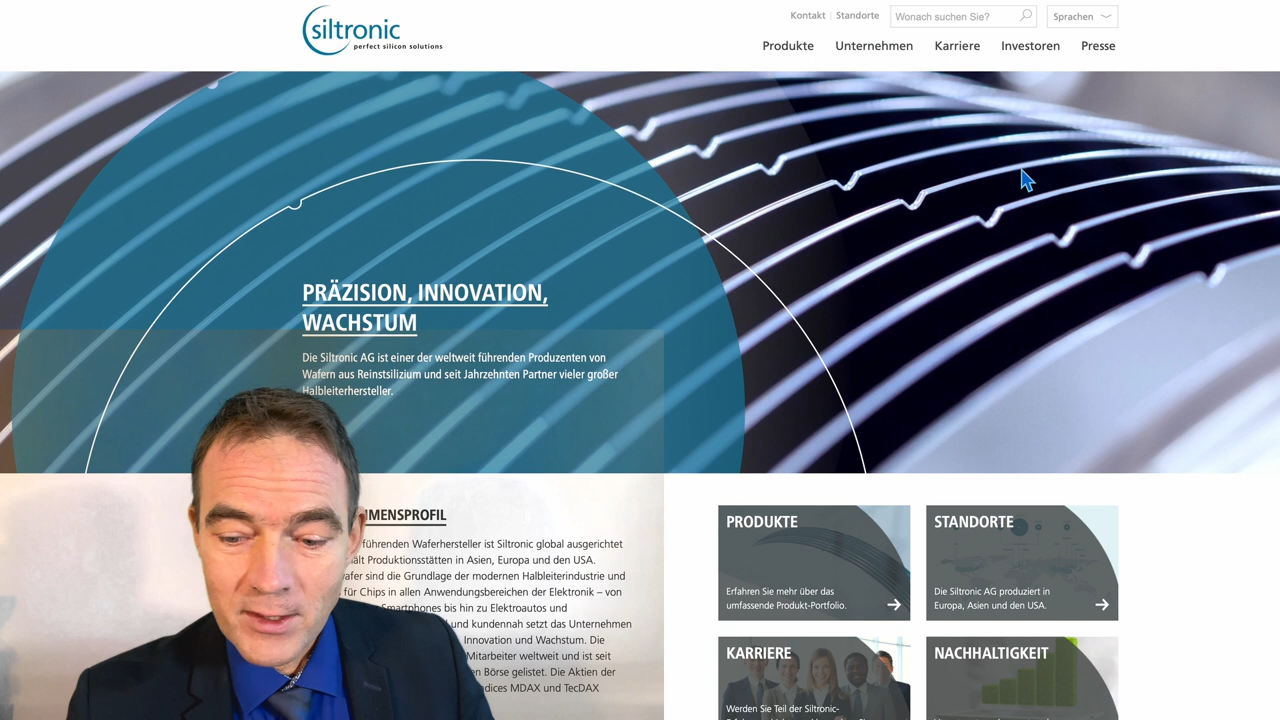 siltronic
perfect silicon solutions
Kontakt Standorte
Wonach suchen Sie?
Sprachen
Produkte Unternehmen Karriere Investoren Presse
PRÄZISION, INNOVATION,
WACHSTUM
Die Siltronic AG ist einer der weltweit führenden Produzenten von
Wafern aus Reinstsilizium und seit Jahrzehnten Partner vieler großer
Halbleiterhersteller.
MENSPROFIL
führenden Waferhersteller ist Siltronic global ausgerichtet
ält Produktionsstätten in Asien, Europa und den USA.
afer sind die Grundlage der modernen Halbleiterindustrie und
für Chips in allen Anwendungsbereichen der Elektronik – von
Smartphones bis hin zu Elektroautos und
und kundennah setzt das Unternehmen
Innovation und Wachstum. Die
Mitarbeiter weltweit und ist seit
en Börse gelistet. Die Aktien der
ndices MDAX und TecDAX
PRODUKTE
Erfahren Sie mehr über das
umfassende Produkt-Portfolio.
STANDORTE
Die Siltronic AG produziert in
Europa, Asien und den USA.
KARRIERE
Werden Sie Teil der Siltronic-
NACHHALTIGKEIT